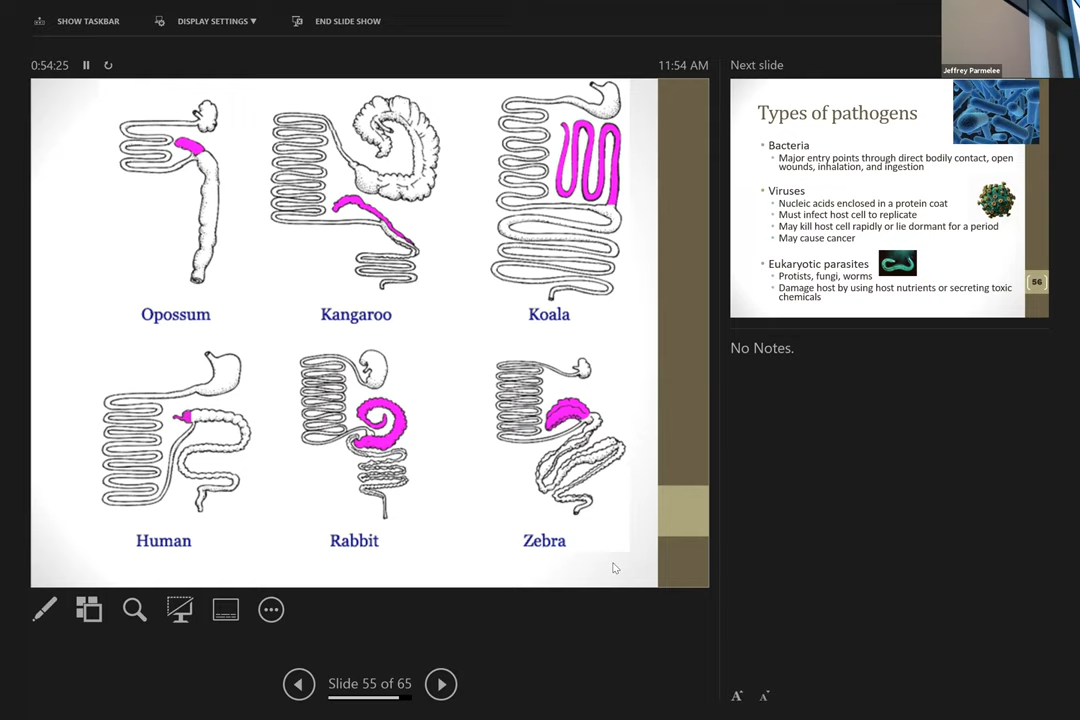 SHOW TASKBAR
DISPLAY SETTINGS ▼
END SLIDE SHOW
0:54:25
11:54 AM
Opossum
Kangaroo
Koala
Human
Rabbit
Zebra
Slide 55 of 65
Jeffrey Parmelee
Next slide
Types of pathogens
• Bacteria
• Major entry points through direct bodily contact, open
wounds, inhalation, and ingestion
• Viruses
• Nucleic acids enclosed in a protein coat
• Must infect host cell to replicate
• May kill host cell rapidly or lie dormant for a period
• May cause cancer
• Eukaryotic parasites
• Protists, fungi, worms
• Damage host by using host nutrients or secreting toxic
chemicals
56
No Notes.
A
A